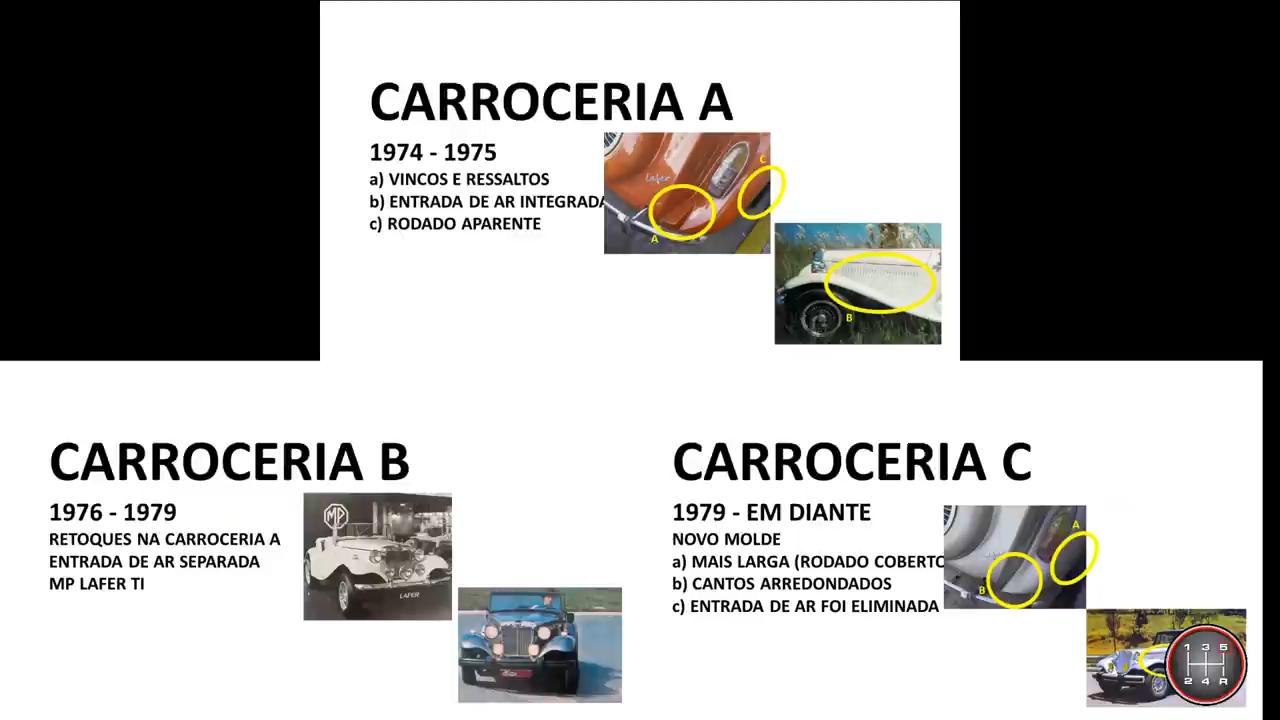 CARROCERIA A
1974 - 1975
a) VINCOS E RESSALTOS
b) ENTRADA DE AR INTEGRADA
c) RODADO APARENTE
Lafer
A
C
B
CARROCERIA B
1976 - 1979
RETOQUES NA CARROCERIA A
ENTRADA DE AR SEPARADA
MP LAFER TI
MP
LAFER
CARROCERIA C
1979 - EM DIANTE
NOVO MOLDE
a) MAIS LARGA (RODADO COBERTO
b) CANTOS ARREDONDADOS
c) ENTRADA DE AR FOI ELIMINADA
A
B
1 3 5
2 4 R